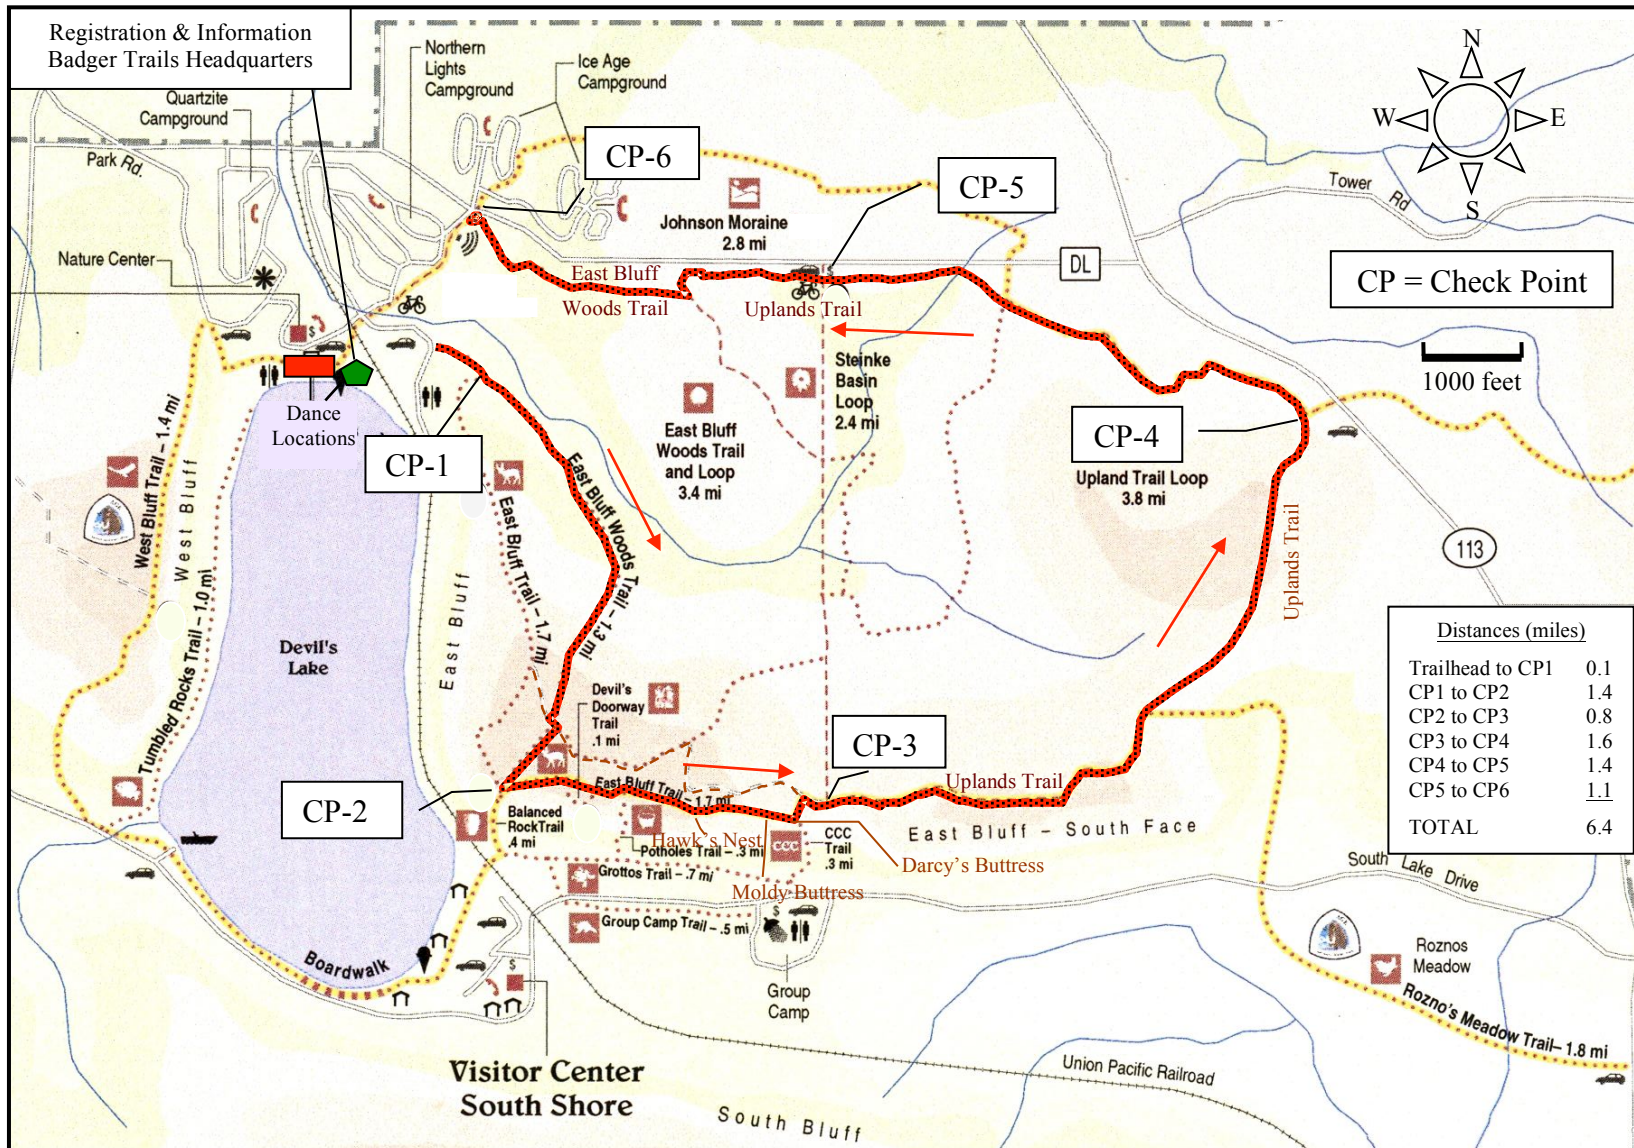 Registration & Information
Badger Trails Headquarters
Northern
Lights
Campground
Ice Age
Campground
Quartzite
Campground
Park Rd.
Nature Center
CP-6
CP-5
Johnson Moraine
2.8 mi
N
W
E
S
Tower
Rd
DL
CP = Check Point
1000 feet
East Bluff
Woods Trail
Uplands Trail
Steinke
Basin
Loop
2.4 mi
East Bluff
Woods Trail
and Loop
3.4 mi
$
Dance
Locations
CP-1
CP-4
Upland Trail Loop
3.8 mi
113
West Bluff Trail – 1.4 mi
West Bluff
Tumbled Rocks Trail – 1.0 mi
Devil's
Lake
East Bluff
East Bluff Trail – 1.7 mi
East Bluff Woods Trail – 1.3 mi
Uplands Trail
Distances (miles)
Trailhead to CP1 0.1
CP1 to CP2 1.4
CP2 to CP3 0.8
CP3 to CP4 1.6
CP4 to CP5 1.4
CP5 to CP6 1.1
TOTAL 6.4
Devil's
Doorway
Trail
.1 mi
CP-3
CP-2
East Bluff Trail – 1.7 mi
Uplands Trail
Balanced
RockTrail
.4 mi
Hawk's Nest
Potholes Trail – .3 mi
CCC
CCC
Trail
.3 mi
East Bluff – South Face
Darcy's Buttress
Moldy Buttress
Grottos Trail – .7 mi
Group Camp Trail – .5 mi
$
South Lake Drive
Boardwalk
$
Group
Camp
Roznos
Meadow
Rozno's Meadow Trail – 1.8 mi
Visitor Center
South Shore
Union Pacific Railroad
South Bluff